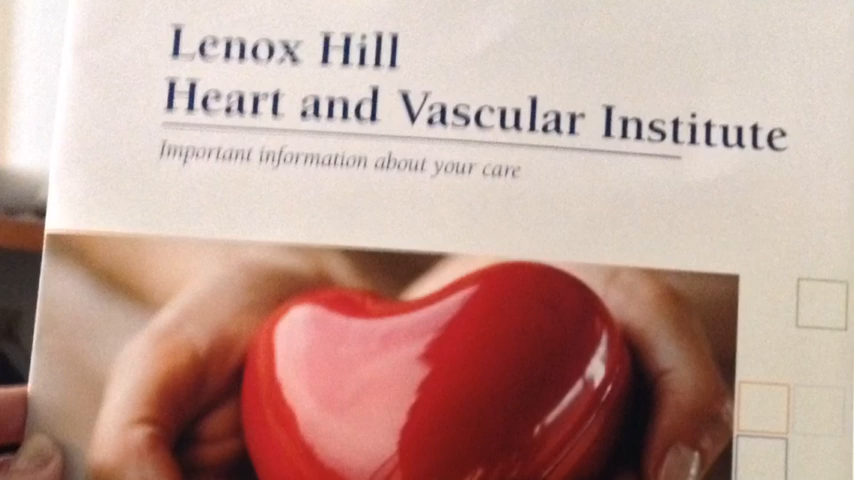 Lenox Hill
Heart and Vascular Institute
Important information about your care